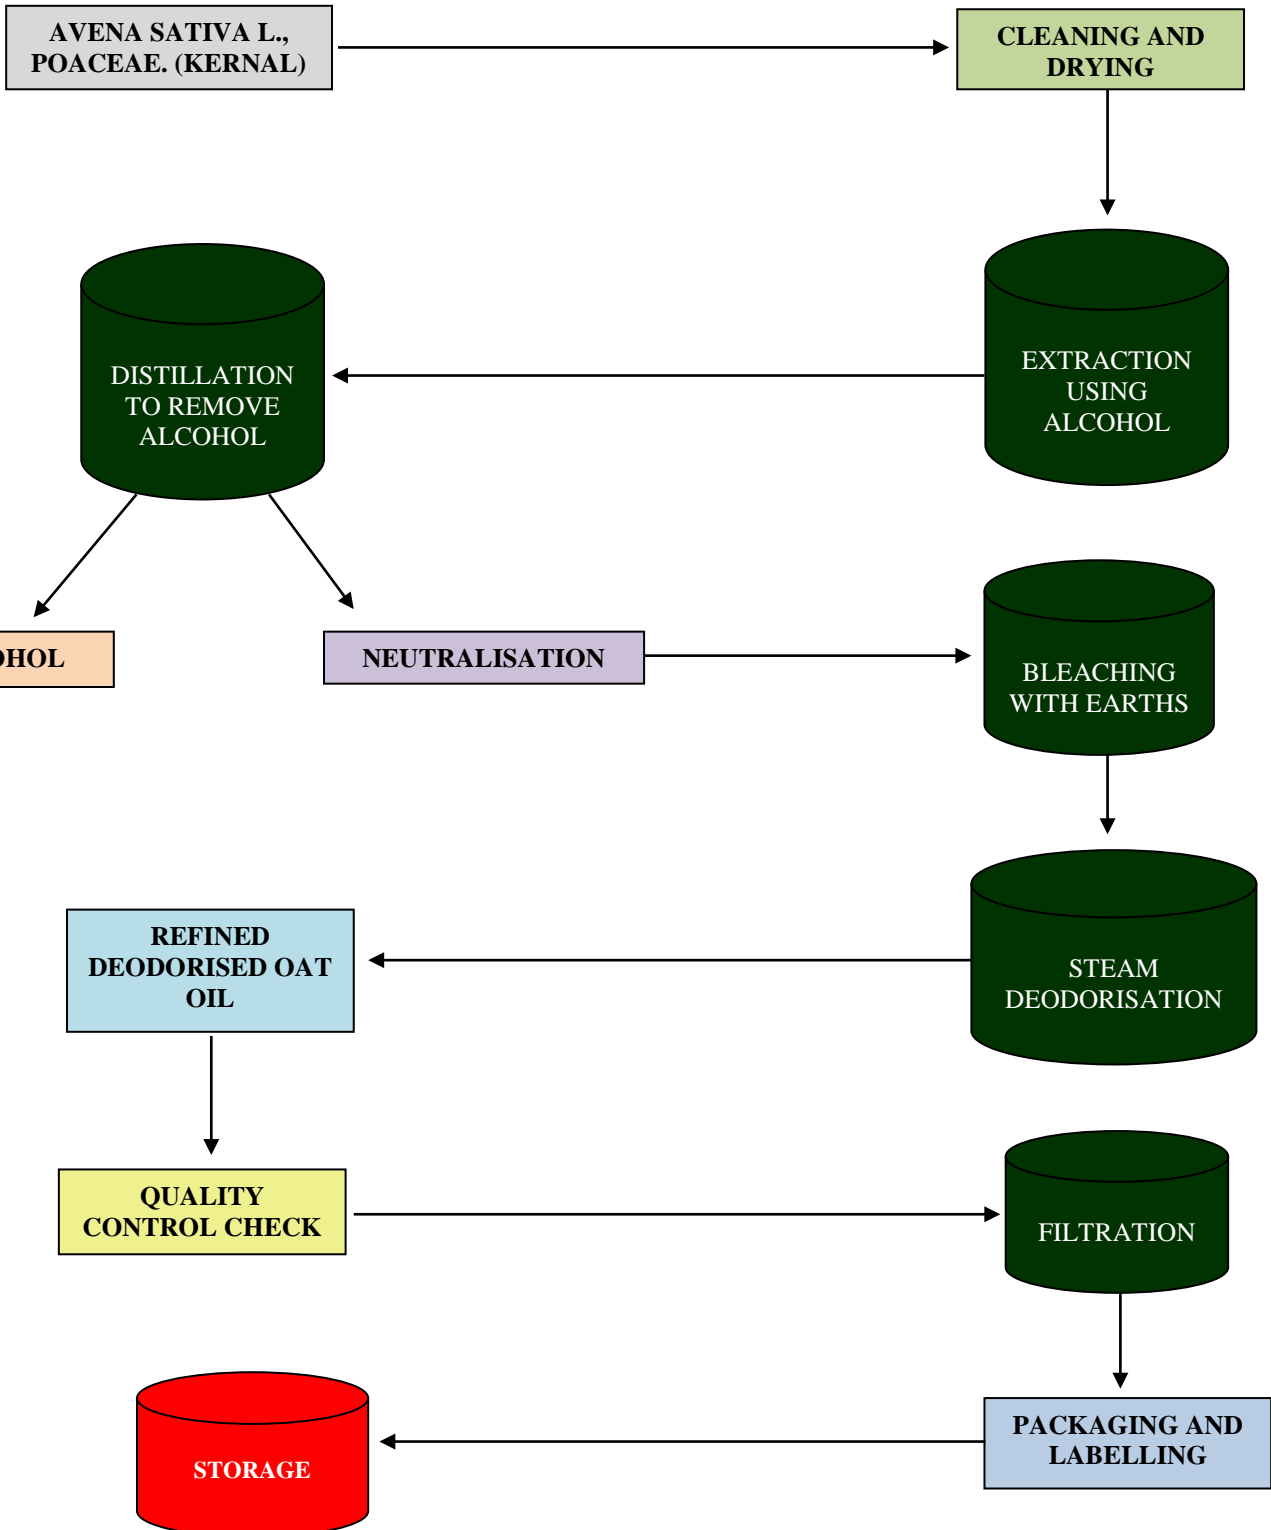 AVENA SATIVA L.,
POACEAE. (KERNAL)
CLEANING AND
DRYING
EXTRACTION
USING
ALCOHOL
DISTILLATION
TO REMOVE
ALCOHOL
NEUTRALISATION
BLEACHING
WITH EARTHS
STEAM
DEODORISATION
REFINED
DEODORISED OAT
OIL
QUALITY
CONTROL CHECK
FILTRATION
PACKAGING AND
LABELLING
STORAGE